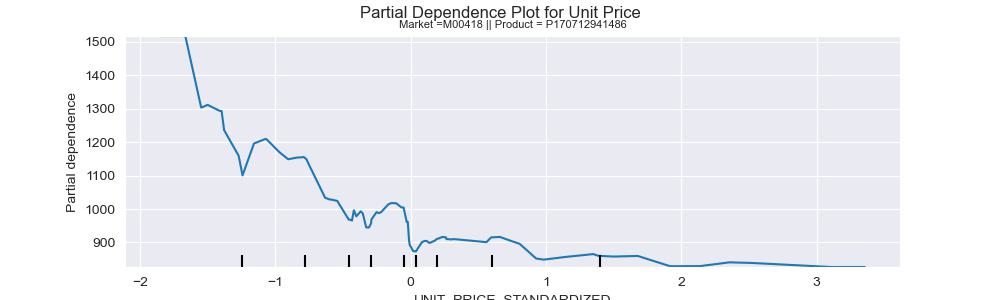 Partial Dependence Plot for Unit Price
Market =M00418 || Product = P170712941486
1500
1400
1300
1200
1100
1000
900
Partial dependence
−2 −1 0 1 2 3
UNIT_PRICE_STANDARDIZED